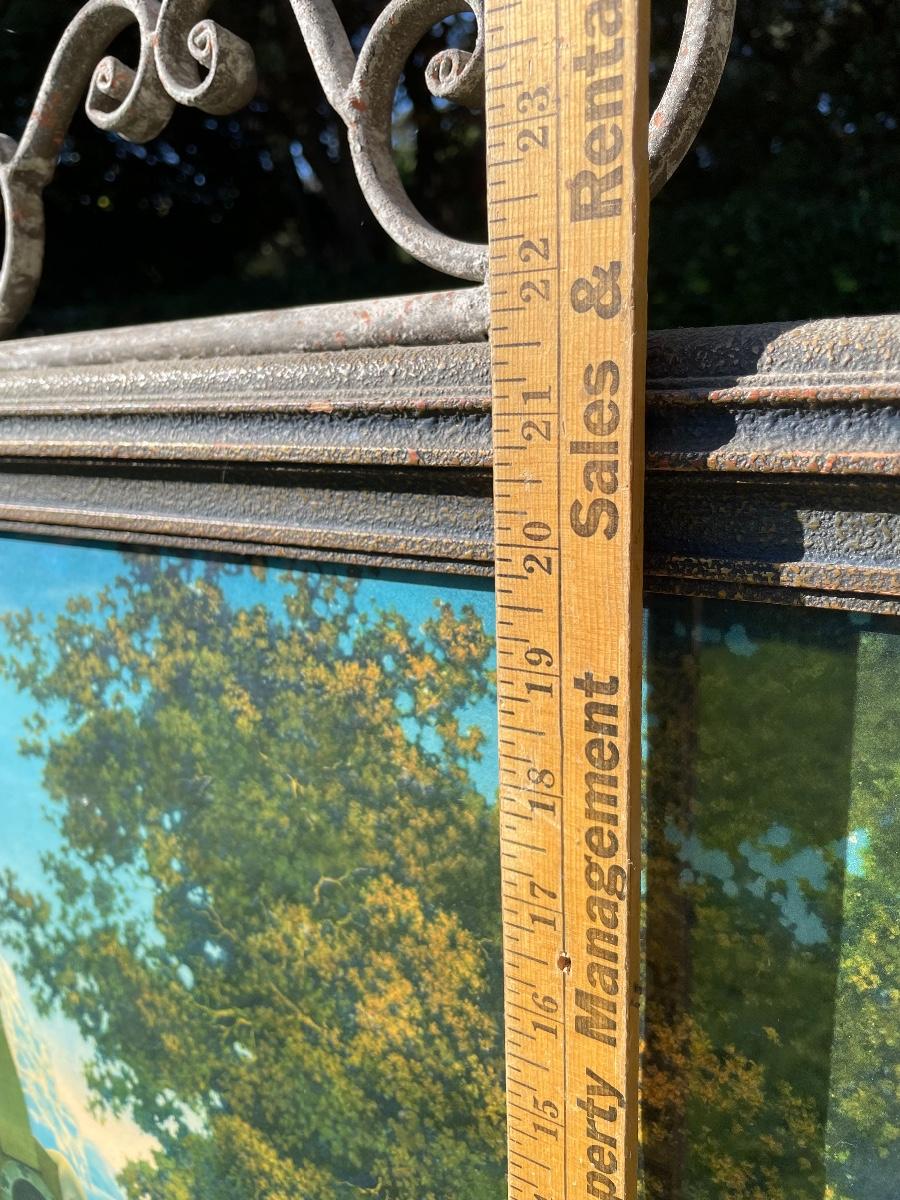 perty Management Sales & Renta
15 16 17 18 19 20 21 22 23